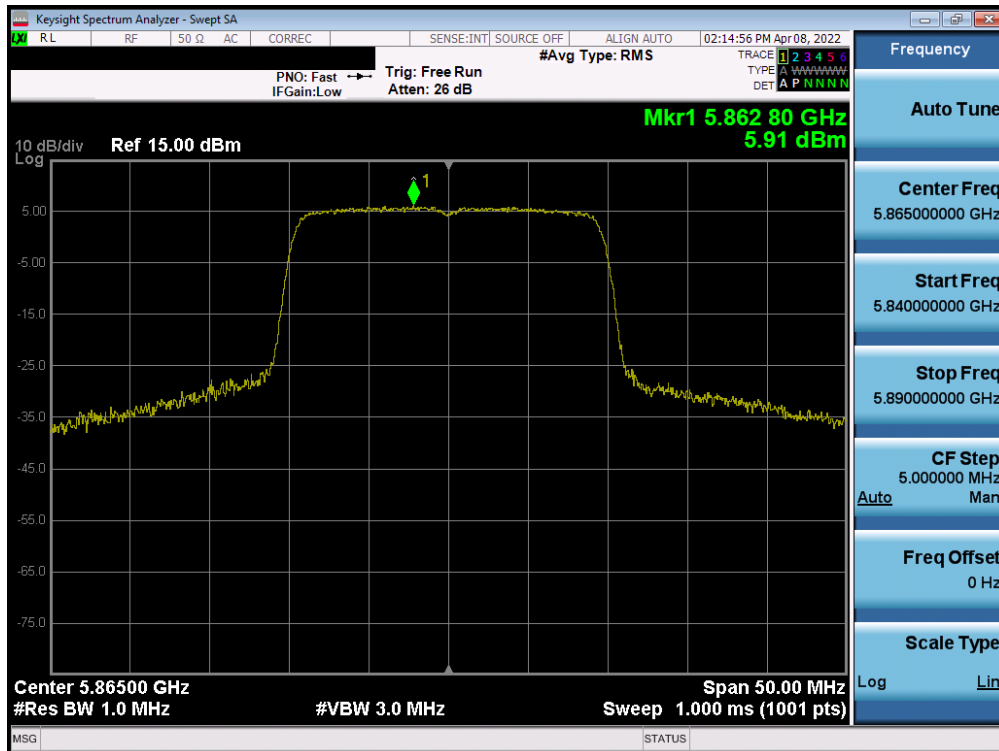 Keysight Spectrum Analyzer - Swept SA
LXI RL RF 50 Ω AC CORREC SENSE:INT SOURCE OFF ALIGN AUTO 02:14:56 PM Apr 08, 2022
#Avg Type: RMS
TRACE 1 2 3 4 5 6
TYPE A WWWWW
DET A P N N N N
PNO: Fast
IFGain:Low
Trig: Free Run
Atten: 26 dB
Mkr1 5.862 80 GHz
5.91 dBm
10 dB/div Ref 15.00 dBm
Log
1
5.00
-5.00
-15.0
-25.0
-35.0
-45.0
-55.0
-65.0
-75.0
Center 5.86500 GHz Span 50.00 MHz
#Res BW 1.0 MHz #VBW 3.0 MHz Sweep 1.000 ms (1001 pts)
MSG STATUS
Frequency
Auto Tune
Center Freq
5.865000000 GHz
Start Freq
5.840000000 GHz
Stop Freq
5.890000000 GHz
CF Step
5.000000 MHz
Auto Man
Freq Offset
0 Hz
Scale Type
Log Lin